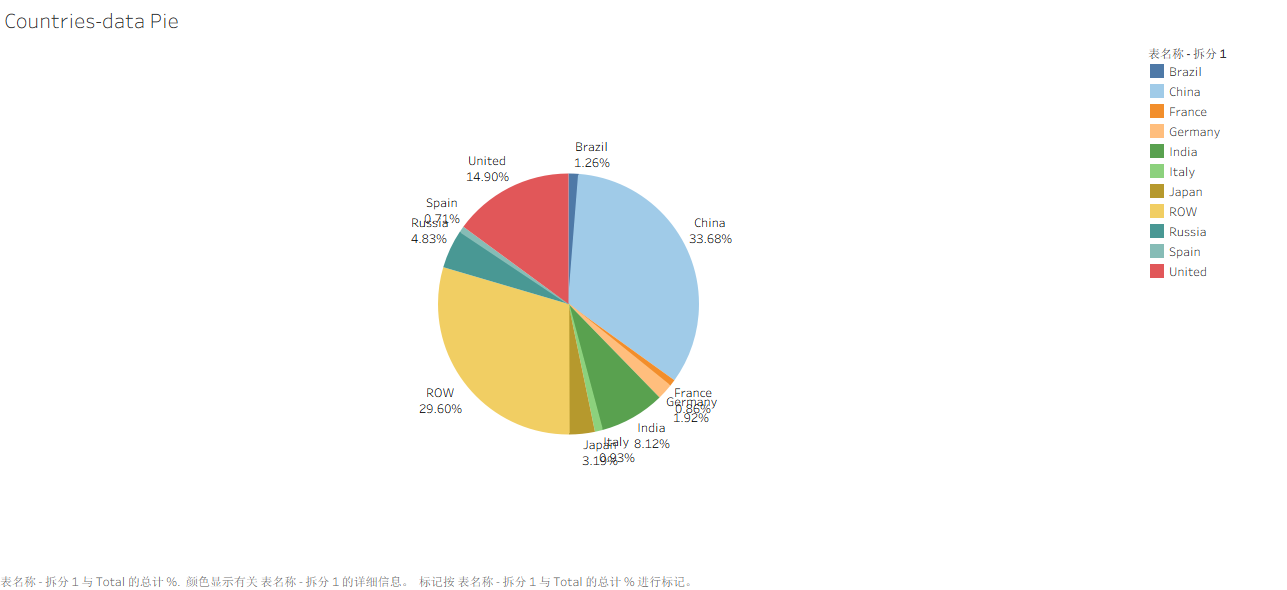 Countries-data Pie
表名称 - 拆分 1
Brazil
China
France
Germany
India
Italy
Japan
ROW
Russia
Spain
United
Brazil
1.26%
United
14.90%
Spain
0.71%
Russia
4.83%
China
33.68%
ROW
29.60%
France
0.86%
Germany
1.92%
India
8.12%
Italy
0.93%
Japan
3.19%
表名称 - 拆分 1 与 Total 的总计 %. 颜色显示有关 表名称 - 拆分 1 的详细信息。 标记按 表名称 - 拆分 1 与 Total 的总计 % 进行标记。